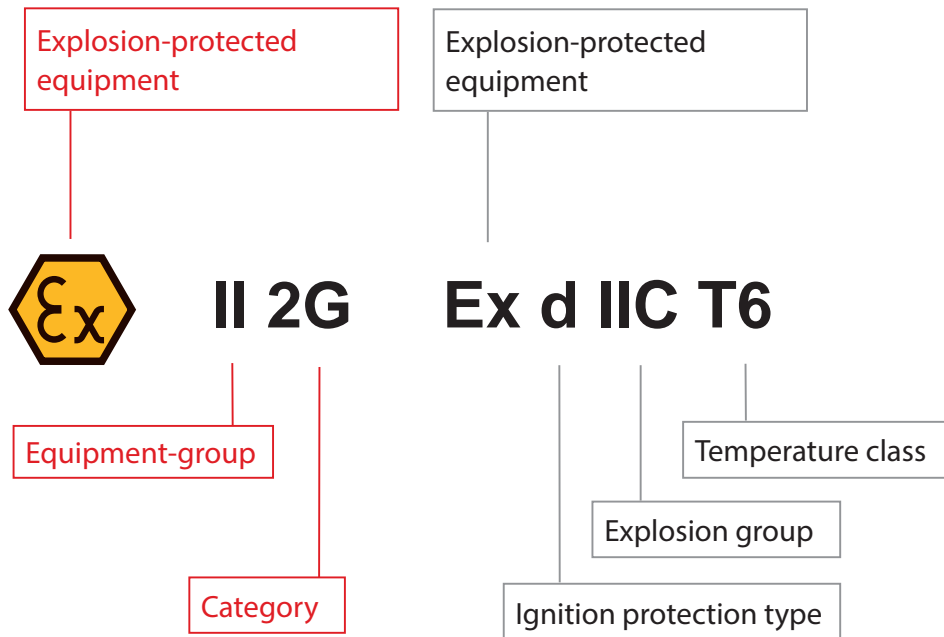 Explosion-protected
equipment
Explosion-protected
equipment
Ex II 2G Ex d IIC T6
Equipment-group
Temperature class
Explosion group
Category
Ignition protection type